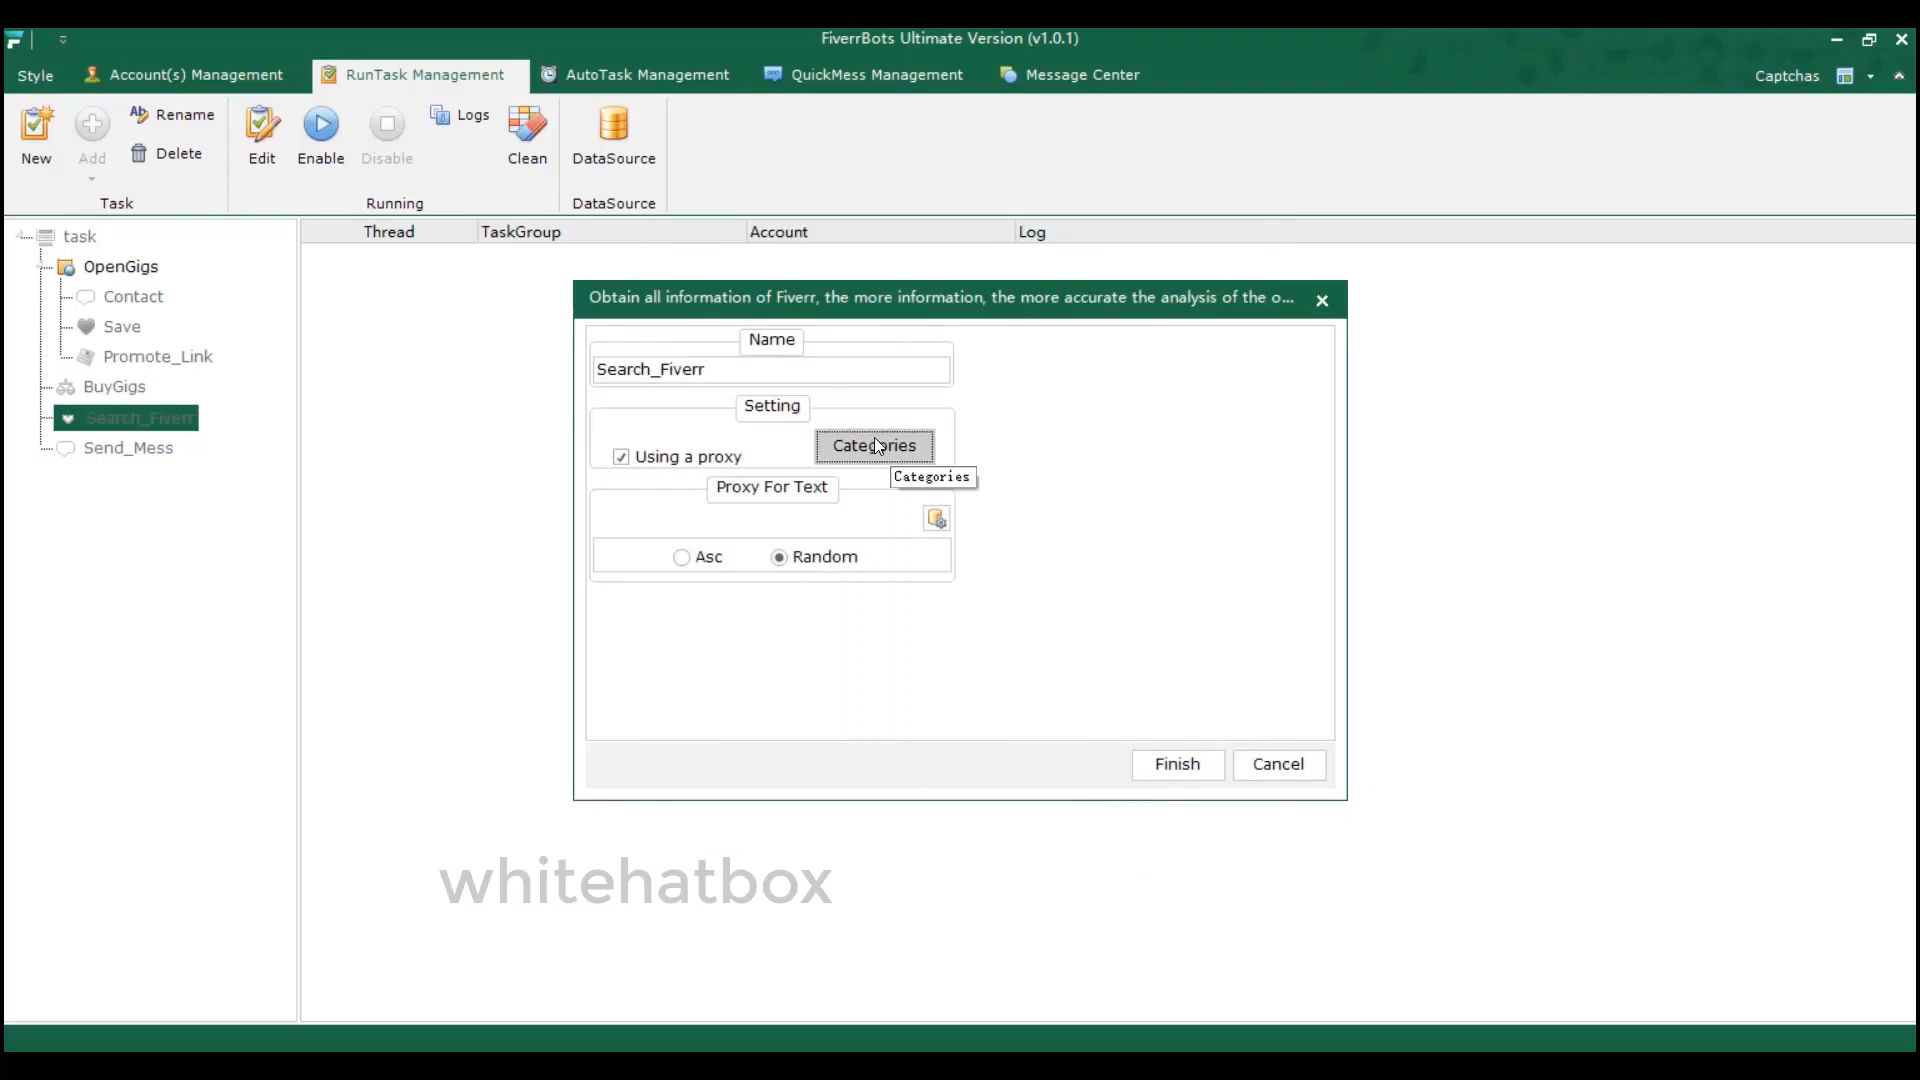 FiverrBots Ultimate Version (v1.0.1)
Style
Account(s) Management
RunTask Management
AutoTask Management
QuickMess Management
Message Center
Captchas
New
Add
Rename
Delete
Edit
Enable
Disable
Logs
Clean
DataSource
Task
Running
DataSource
task
OpenGigs
Contact
Save
Promote_Link
BuyGigs
Search_Fiverr
Send_Mess
Thread
TaskGroup
Account
Log
Obtain all information of Fiverr, the more information, the more accurate the analysis of the o...
Name
Search_Fiverr
Setting
Using a proxy
Categories
Categories
Proxy For Text
Asc
Random
Finish
Cancel
whitehatbox